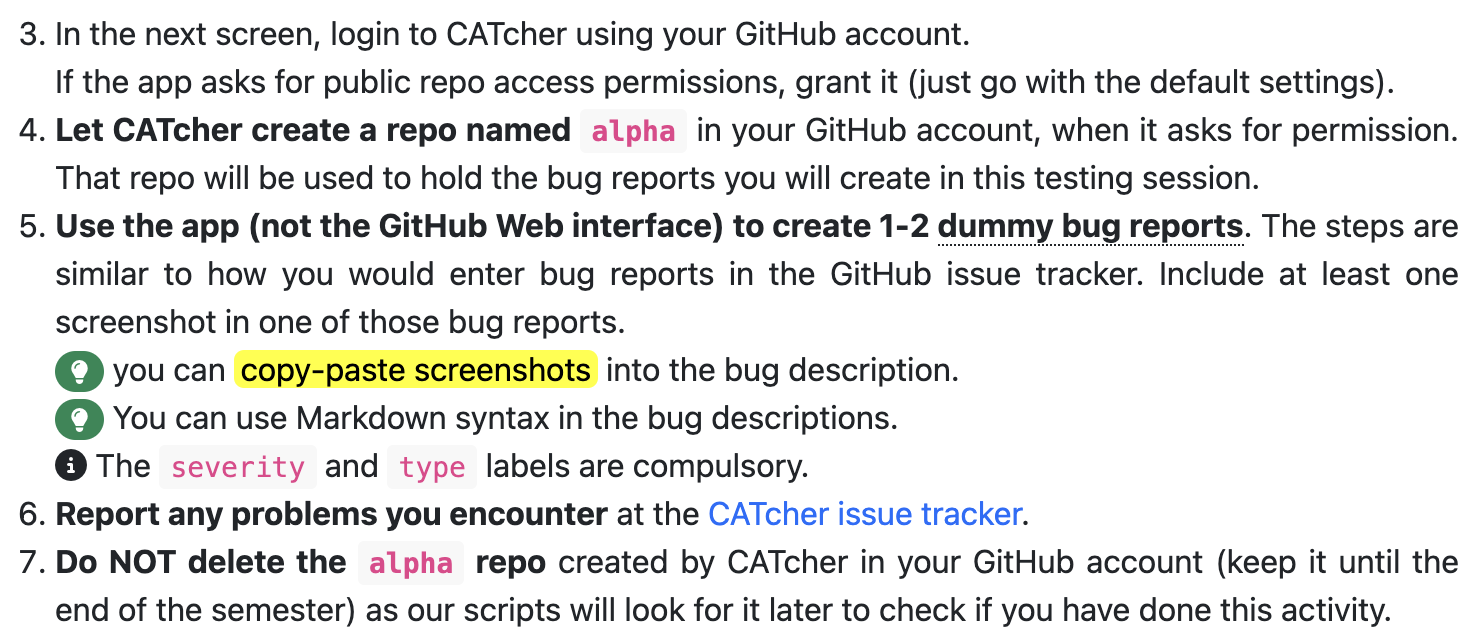 3. In the next screen, login to CATcher using your GitHub account.
If the app asks for public repo access permissions, grant it (just go with the default settings).
4. Let CATcher create a repo named alpha in your GitHub account, when it asks for permission.
That repo will be used to hold the bug reports you will create in this testing session.
5. Use the app (not the GitHub Web interface) to create 1-2 dummy bug reports. The steps are
similar to how you would enter bug reports in the GitHub issue tracker. Include at least one
screenshot in one of those bug reports.
you can copy-paste screenshots into the bug description.
You can use Markdown syntax in the bug descriptions.
The severity and type labels are compulsory.
6. Report any problems you encounter at the CATcher issue tracker.
7. Do NOT delete the alpha repo created by CATcher in your GitHub account (keep it until the
end of the semester) as our scripts will look for it later to check if you have done this activity.